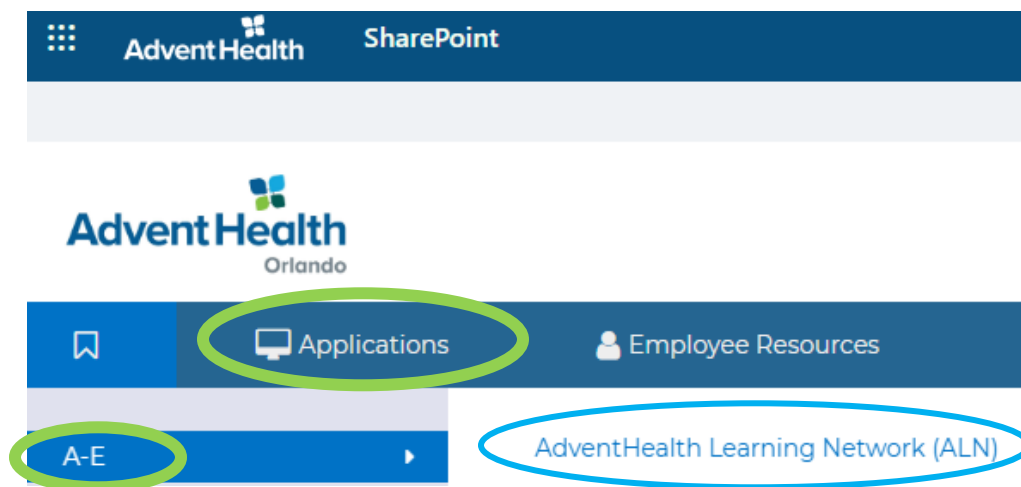 AdventHealth SharePoint
AdventHealth
Orlando
Applications Employee Resources
A-E AdventHealth Learning Network (ALN)